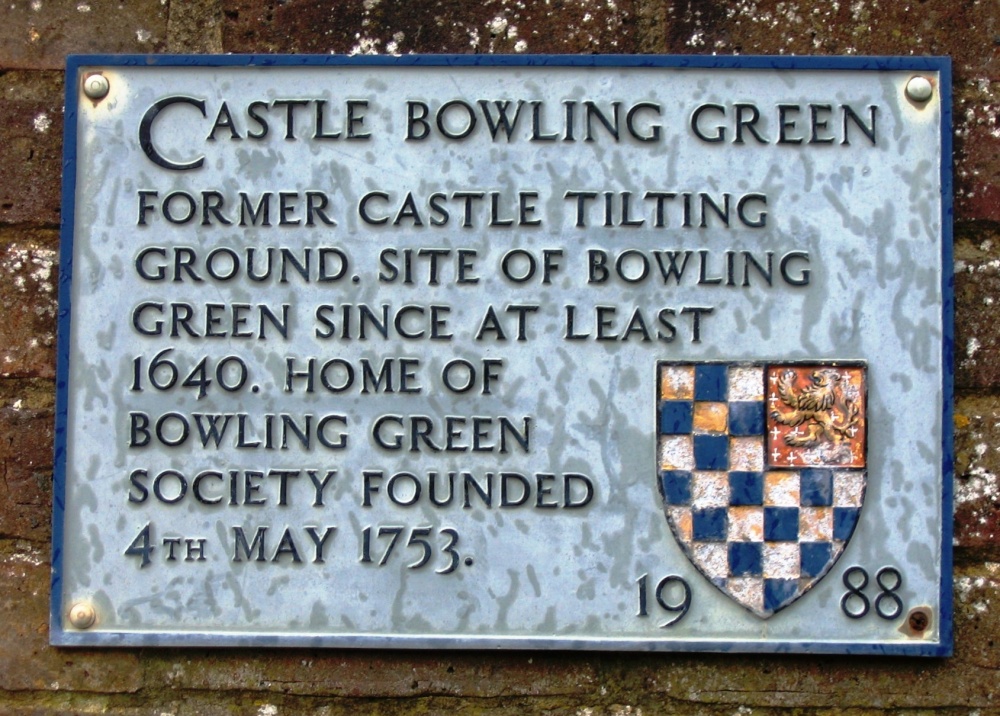 CASTLE BOWLING GREEN
FORMER CASTLE TILTING
GROUND. SITE OF BOWLING
GREEN SINCE AT LEAST
1640. HOME OF
BOWLING GREEN
SOCIETY FOUNDED
4TH MAY 1753.
19 88